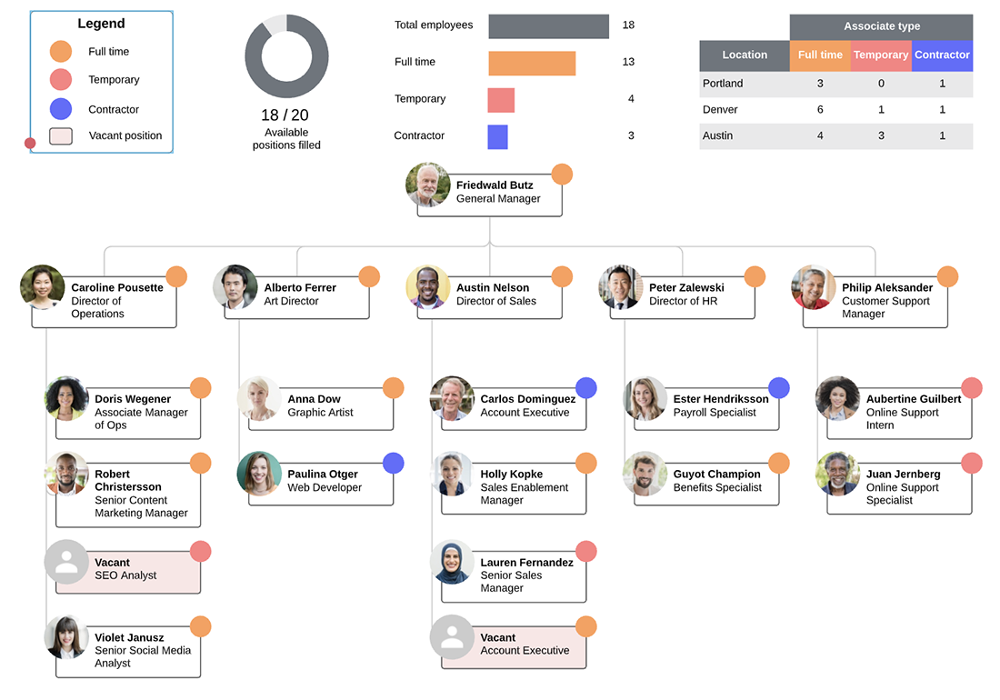 Legend
Full time
Temporary
Contractor
Vacant position
18 / 20
Available
positions filled
Total employees 18
Full time 13
Temporary 4
Contractor 3
Associate type
Location Full time Temporary Contractor
Portland 3 0 1
Denver 6 1 1
Austin 4 3 1
Friedwald Butz
General Manager
Caroline Pousette
Director of
Operations
Alberto Ferrer
Art Director
Austin Nelson
Director of Sales
Peter Zalewski
Director of HR
Philip Aleksander
Customer Support
Manager
Doris Wegener
Associate Manager
of Ops
Robert
Christersson
Senior Content
Marketing Manager
Vacant
SEO Analyst
Violet Janusz
Senior Social Media
Analyst
Anna Dow
Graphic Artist
Paulina Otger
Web Developer
Carlos Dominguez
Account Executive
Holly Kopke
Sales Enablement
Manager
Lauren Fernandez
Senior Sales
Manager
Vacant
Account Executive
Ester Hendriksson
Payroll Specialist
Guyot Champion
Benefits Specialist
Aubertine Guilbert
Online Support
Intern
Juan Jernberg
Online Support
Specialist